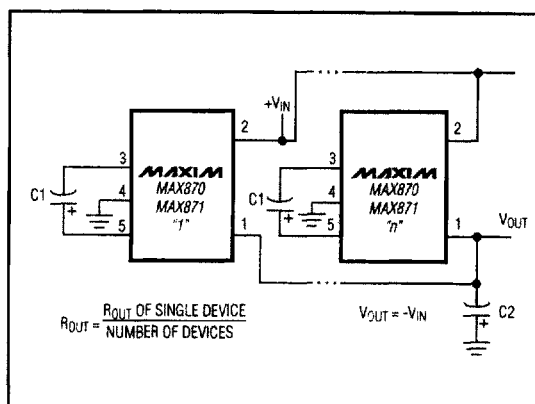 +VIN
2
2
3
3
MAXIM
MAX870
MAX871
"1"
MAXIM
MAX870
MAX871
"n"
C1
4
C1
4
+
+
5
5
1
1
VOUT
ROUT = ROUT OF SINGLE DEVICE
NUMBER OF DEVICES
VOUT = -VIN
C2
+